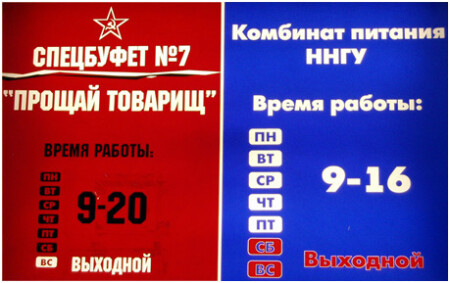 СПЕЦБУФЕТ №7
"ПРОЩАЙ ТОВАРИЩ"
ВРЕМЯ РАБОТЫ:
ПН
ВТ
СР
ЧТ
ПТ
СБ
9-20
ВС ВЫХОДНОЙ
Комбинат питания
ННГУ
Время работы:
ПН
ВТ
СР
ЧТ
ПТ
9-16
СБ
ВС
Выходной